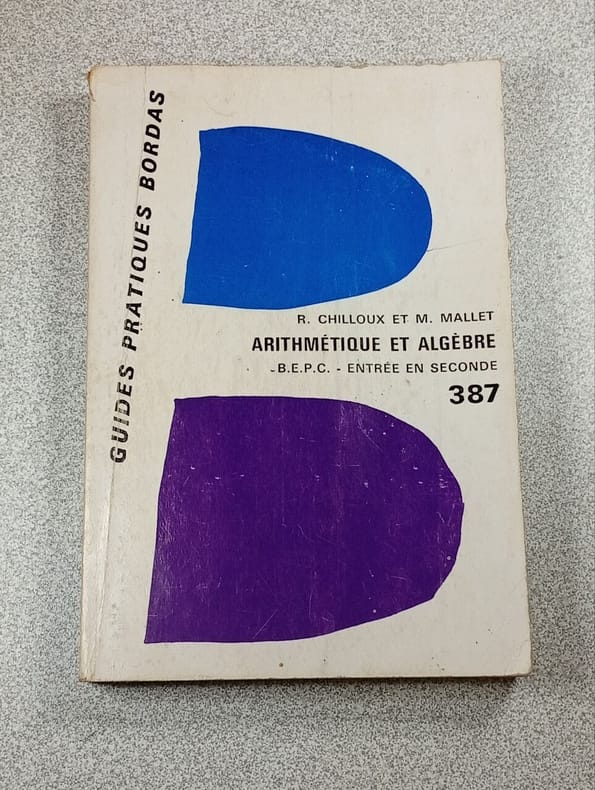 GUIDES PRATIQUES BORDAS
R. CHILLOUX ET M. MALLET
ARITHMÉTIQUE ET ALGÈBRE
B.E.P.C. - ENTRÉE EN SECONDE
387